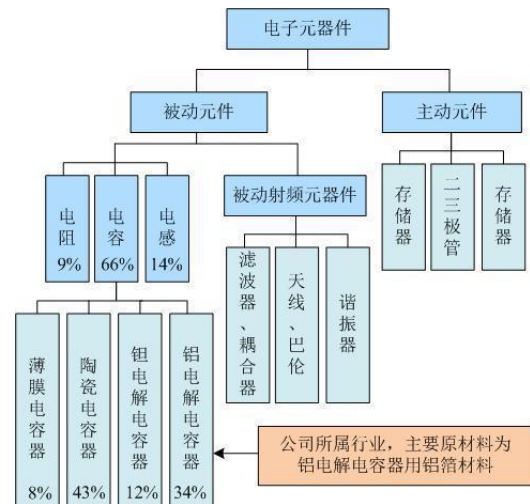 电子元器件
被动元件
主动元件
电阻
9%
电容
66%
电感
14%
被动射频元器件
存储器
二三极管
存储器
滤波器、耦合器
天线、巴伦
谐振器
薄膜电容器
8%
陶瓷电容器
43%
钽电解电容器
12%
铝电解电容器
34%
公司所属行业，主要原材料为
铝电解电容器用铝箔材料